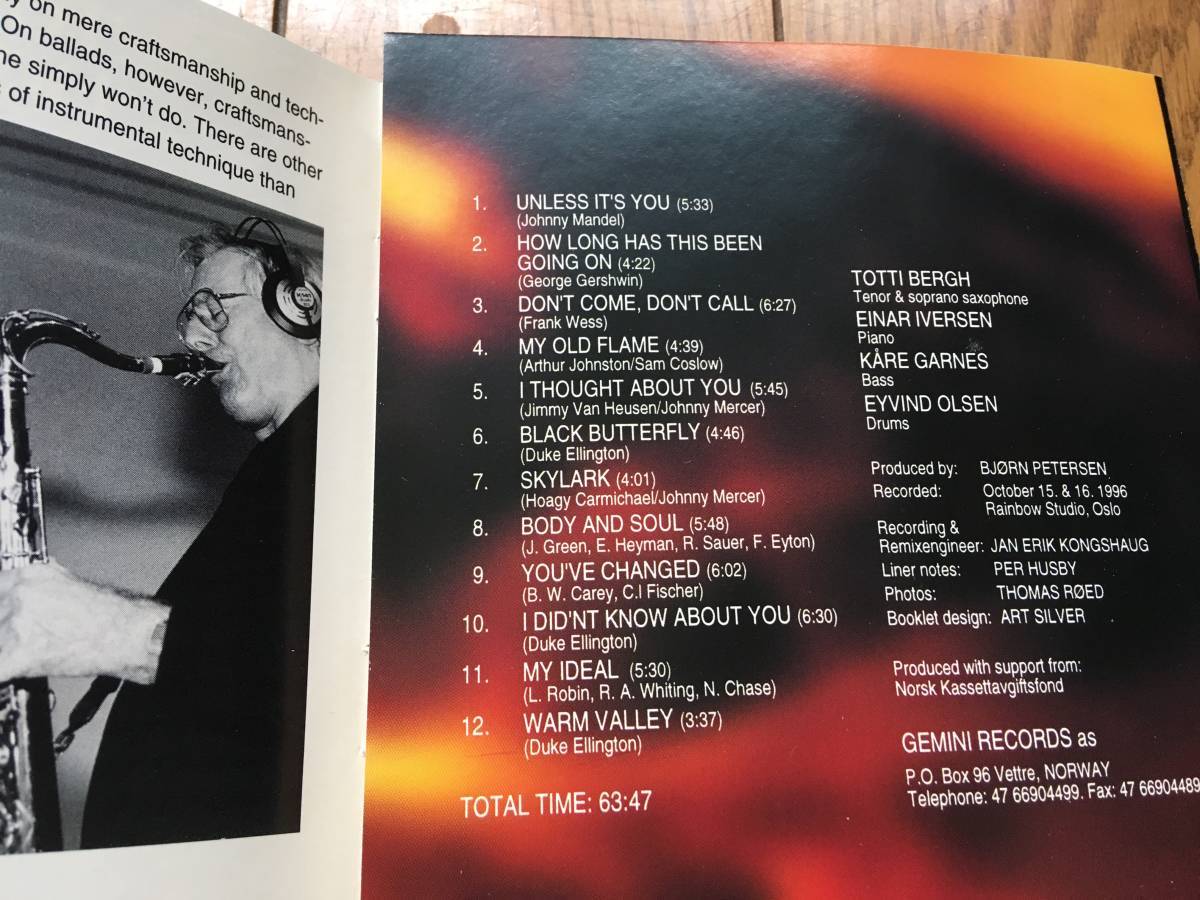 on mere craftsmanship and tech-
On ballads, however, craftsmans-
simply won't do. There are other
of instrumental technique than
1. UNLESS IT'S YOU (5:33)
(Johnny Mandel)
2. HOW LONG HAS THIS BEEN
GOING ON (4:22)
(George Gershwin)
3. DON'T COME, DON'T CALL (6:27)
(Frank Wess)
4. MY OLD FLAME (4:39)
(Arthur Johnston/Sam Coslow)
5. I THOUGHT ABOUT YOU (5:45)
(Jimmy Van Heusen/Johnny Mercer)
6. BLACK BUTTERFLY (4:46)
(Duke Ellington)
7. SKYLARK (4:01)
(Hoagy Carmichael/Johnny Mercer)
8. BODY AND SOUL (5:48)
(J. Green, E. Heyman, R. Sauer, F. Eyton)
9. YOU'VE CHANGED (6:02)
(B. W. Carey, C.I Fischer)
10. I DID'NT KNOW ABOUT YOU (6:30)
(Duke Ellington)
11. MY IDEAL (5:30)
(L. Robin, R. A. Whiting, N. Chase)
12. WARM VALLEY (3:37)
(Duke Ellington)
TOTAL TIME: 63:47
TOTTI BERGH
Tenor & soprano saxophone
EINAR IVERSEN
Piano
KÅRE GARNES
Bass
EYVIND OLSEN
Drums
Produced by: BJØRN PETERSEN
Recorded: October 15. & 16. 1996
Rainbow Studio, Oslo
Recording &
Remixengineer: JAN ERIK KONGSHAUG
Liner notes: PER HUSBY
Photos: THOMAS RØED
Booklet design: ART SILVER
Produced with support from:
Norsk Kassettavgiftsfond
GEMINI RECORDS as
P.O. Box 96 Vettre, NORWAY
Telephone: 47 66904499. Fax: 47 66904489